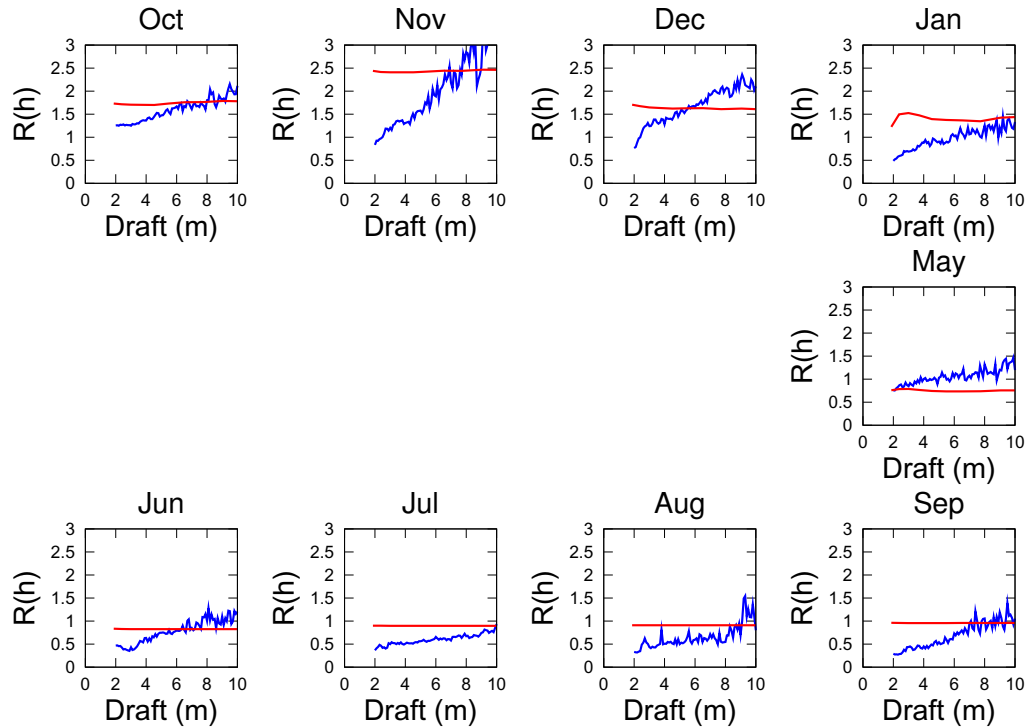 Oct Nov Dec Jan
3 3 3 3
2.5 2.5 2.5 2.5
2 2 2 2
R(h) R(h) R(h) R(h)
1.5 1.5 1.5 1.5
1 1 1 1
0.5 0.5 0.5 0.5
0 0 0 0
0 2 4 6 8 10 0 2 4 6 8 10 0 2 4 6 8 10 0 2 4 6 8 10
Draft (m) Draft (m) Draft (m) Draft (m)
May
3
2.5
2
R(h)
1.5
1
0.5
0
0 2 4 6 8 10
Draft (m)
Jun Jul Aug Sep
3 3 3 3
2.5 2.5 2.5 2.5
2 2 2 2
R(h) R(h) R(h) R(h)
1.5 1.5 1.5 1.5
1 1 1 1
0.5 0.5 0.5 0.5
0 0 0 0
0 2 4 6 8 10 0 2 4 6 8 10 0 2 4 6 8 10 0 2 4 6 8 10
Draft (m) Draft (m) Draft (m) Draft (m)